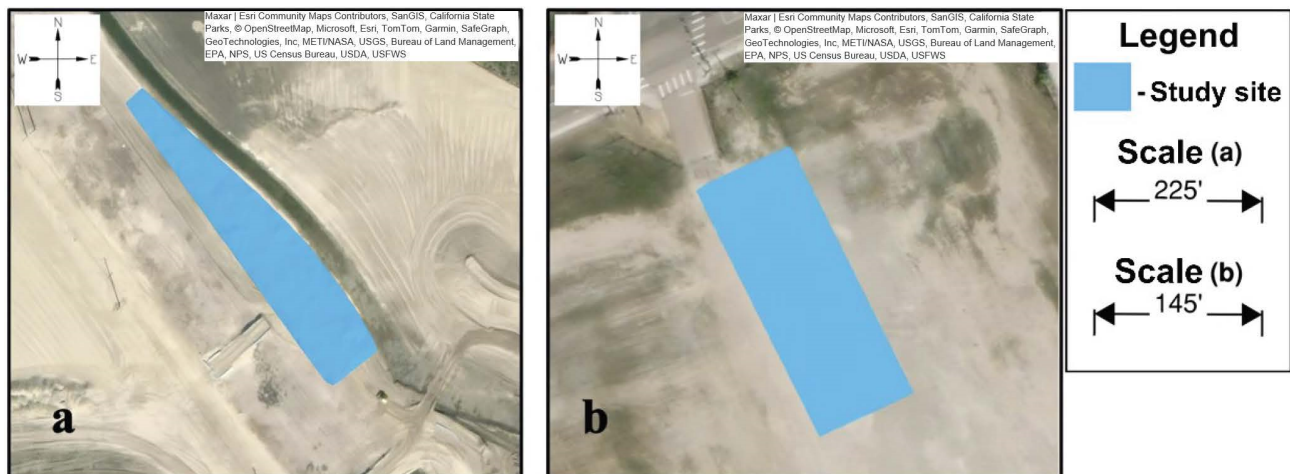 Maxar | Esri Community Maps Contributors, SanGIS, California State
Parks, © OpenStreetMap, Microsoft, Esri, TomTom, Garmin, SafeGraph,
GeoTechnologies, Inc, METI/NASA, USGS, Bureau of Land Management,
EPA, NPS, US Census Bureau, USDA, USFWS
N
W E
S
a
Maxar | Esri Community Maps Contributors, SanGIS, California State
Parks, © OpenStreetMap, Microsoft, Esri, TomTom, Garmin, SafeGraph,
GeoTechnologies, Inc, METI/NASA, USGS, Bureau of Land Management,
EPA, NPS, US Census Bureau, USDA, USFWS
N
W E
S
b
Legend
- Study site
Scale (a)
225'
Scale (b)
145'